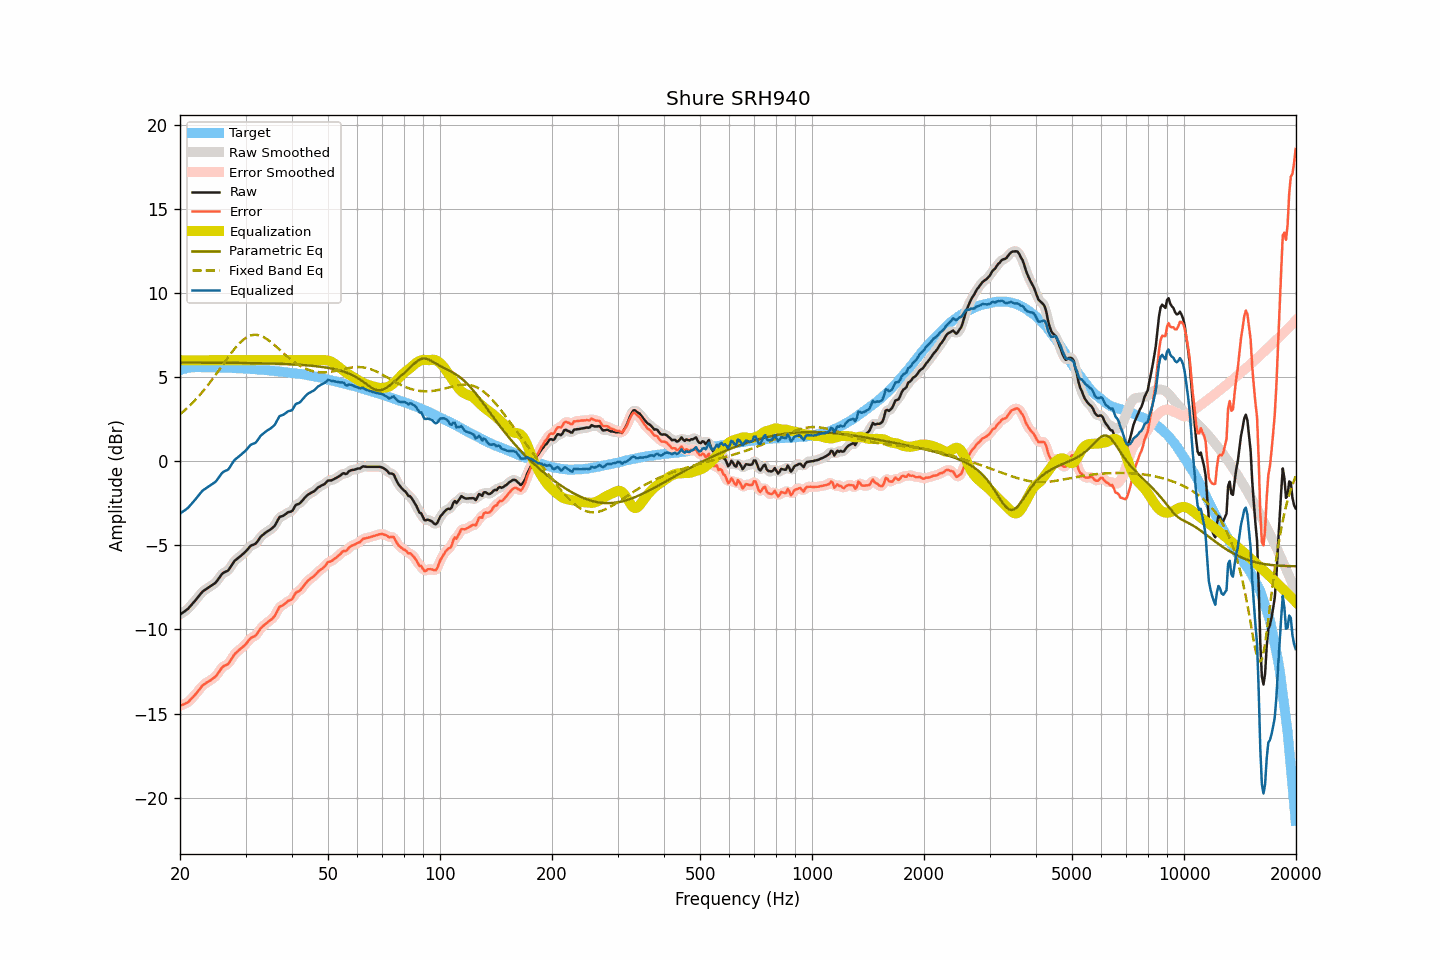 Shure SRH940
Target
Raw Smoothed
Error Smoothed
Raw
Error
Equalization
Parametric Eq
Fixed Band Eq
Equalized
20
15
10
5
0
−5
−10
−15
−20
Amplitude (dBr)
20 50 100 200 500 1000 2000 5000 10000 20000
Frequency (Hz)